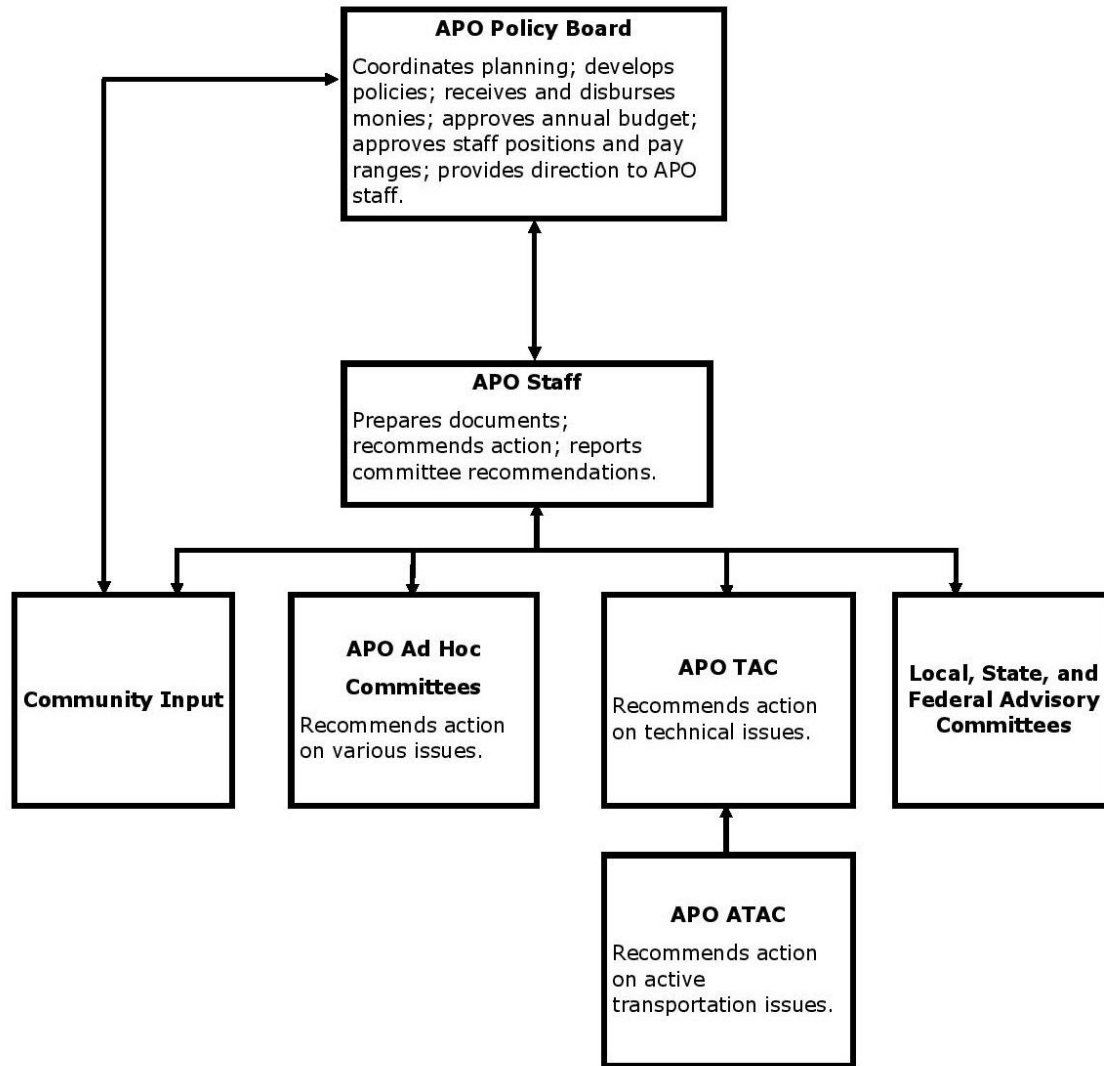 APO Policy Board
Coordinates planning; develops
policies; receives and disburses
monies; approves annual budget;
approves staff positions and pay
ranges; provides direction to APO
staff.
APO Staff
Prepares documents;
recommends action; reports
committee recommendations.
Community Input
APO Ad Hoc
Committees
Recommends action
on various issues.
APO TAC
Recommends action
on technical issues.
Local, State, and
Federal Advisory
Committees
APO ATAC
Recommends action
on active
transportation issues.